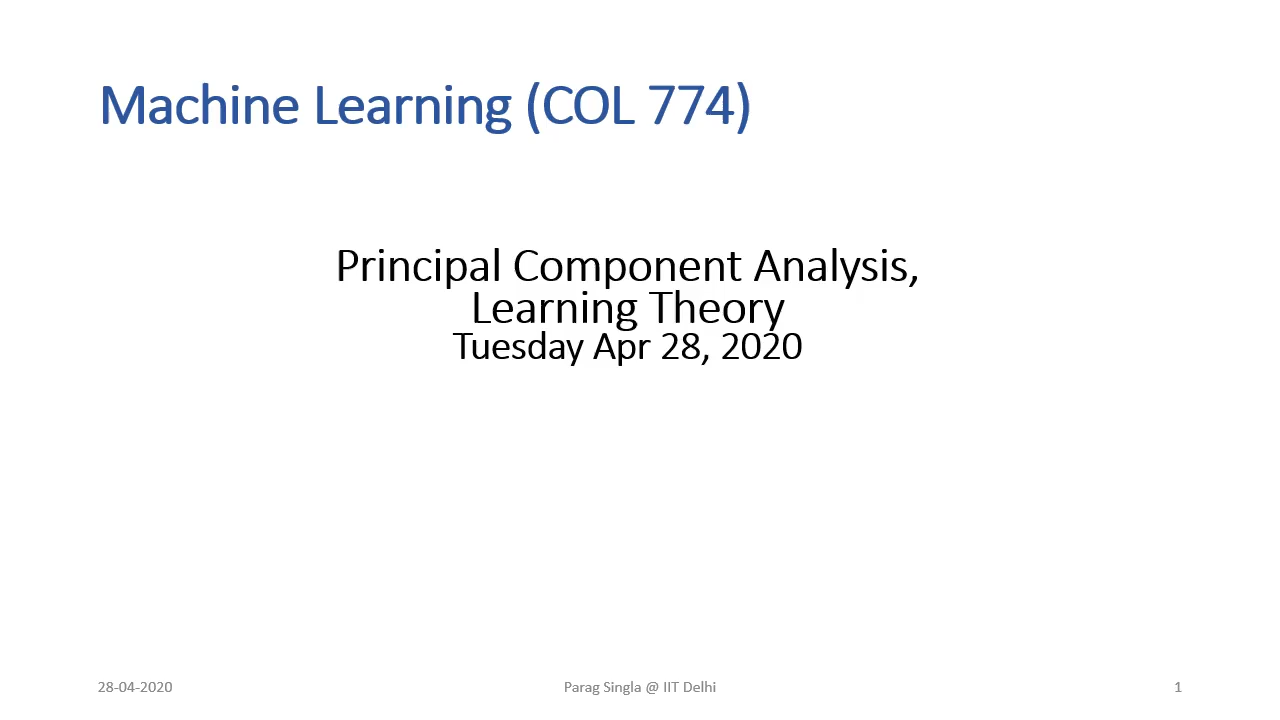 Machine Learning (COL 774)
Principal Component Analysis,
Learning Theory
Tuesday Apr 28, 2020
28-04-2020
Parag Singla @ IIT Delhi
1